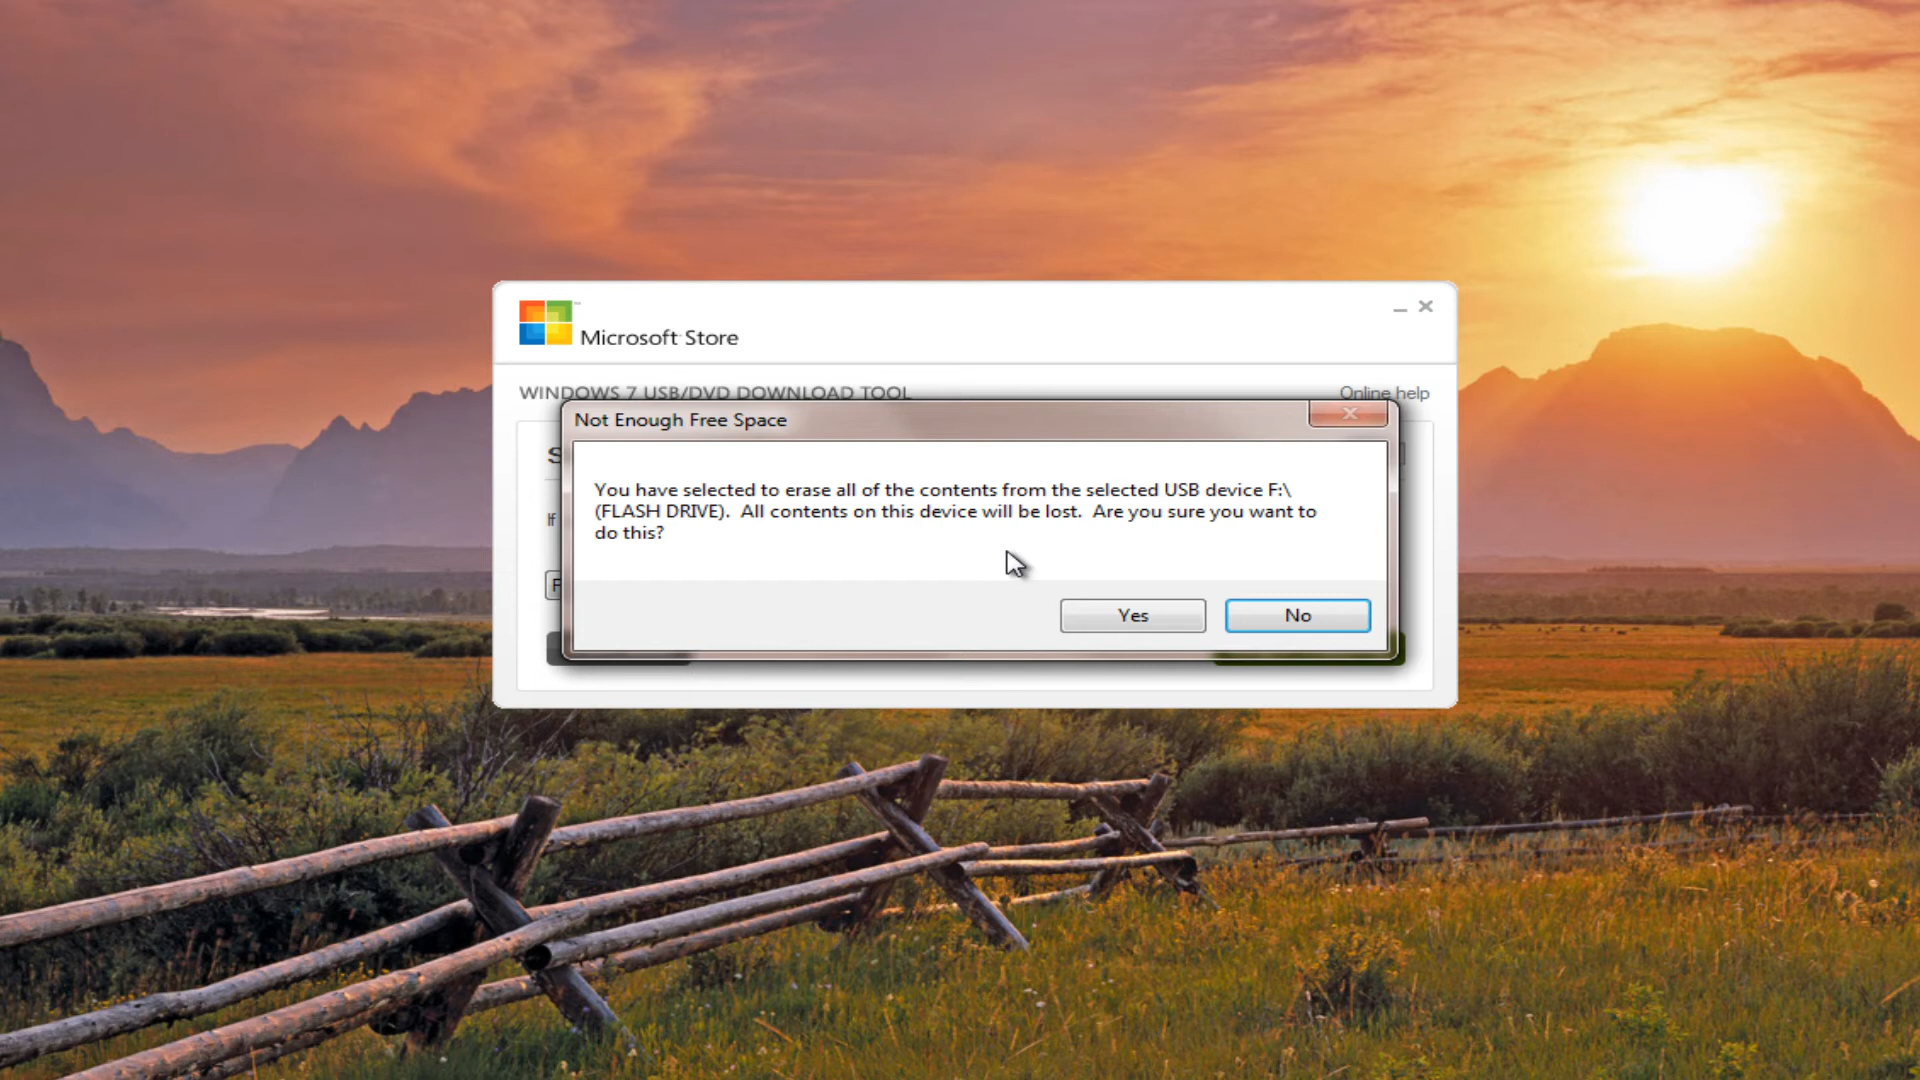 ™
Microsoft Store
WINDOWS 7 USB/DVD DOWNLOAD TOOL
Online help
Not Enough Free Space
S
You have selected to erase all of the contents from the selected USB device F:\
(FLASH DRIVE).  All contents on this device will be lost.  Are you sure you want to
do this?
If
F
Yes
No